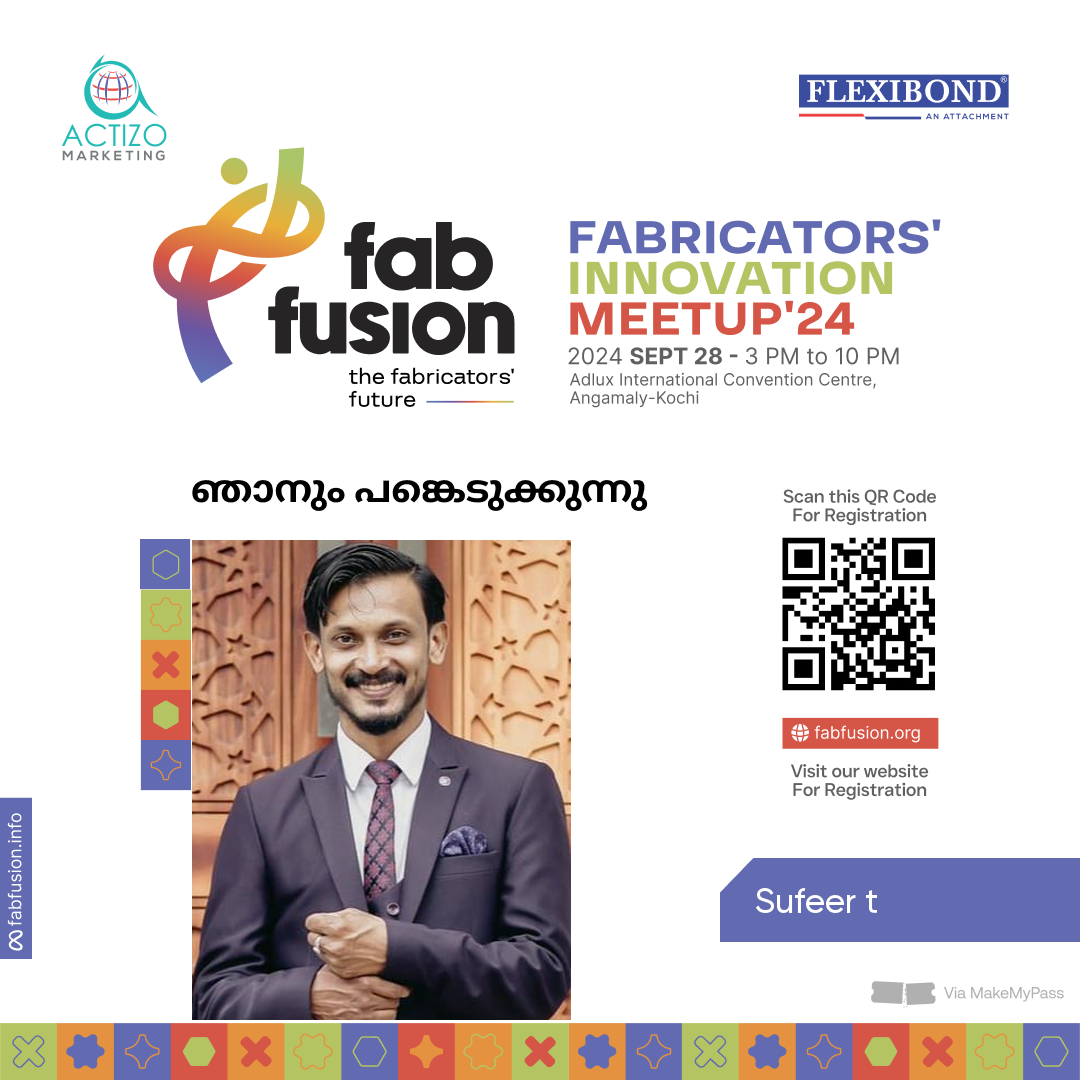 ACTIZO
MARKETING
FLEXIBOND®
AN ATTACHMENT
fab
fusion
the fabricators'
future
FABRICATORS'
INNOVATION
MEETUP'24
2024 SEPT 28 - 3 PM to 10 PM
Adlux International Convention Centre,
Angamaly-Kochi
ഞാനും പങ്കെടുക്കുന്നു
Scan this QR Code
For Registration
fabfusion.org
Visit our website
For Registration
fabfusion.info
Sufeer t
Via MakeMyPass